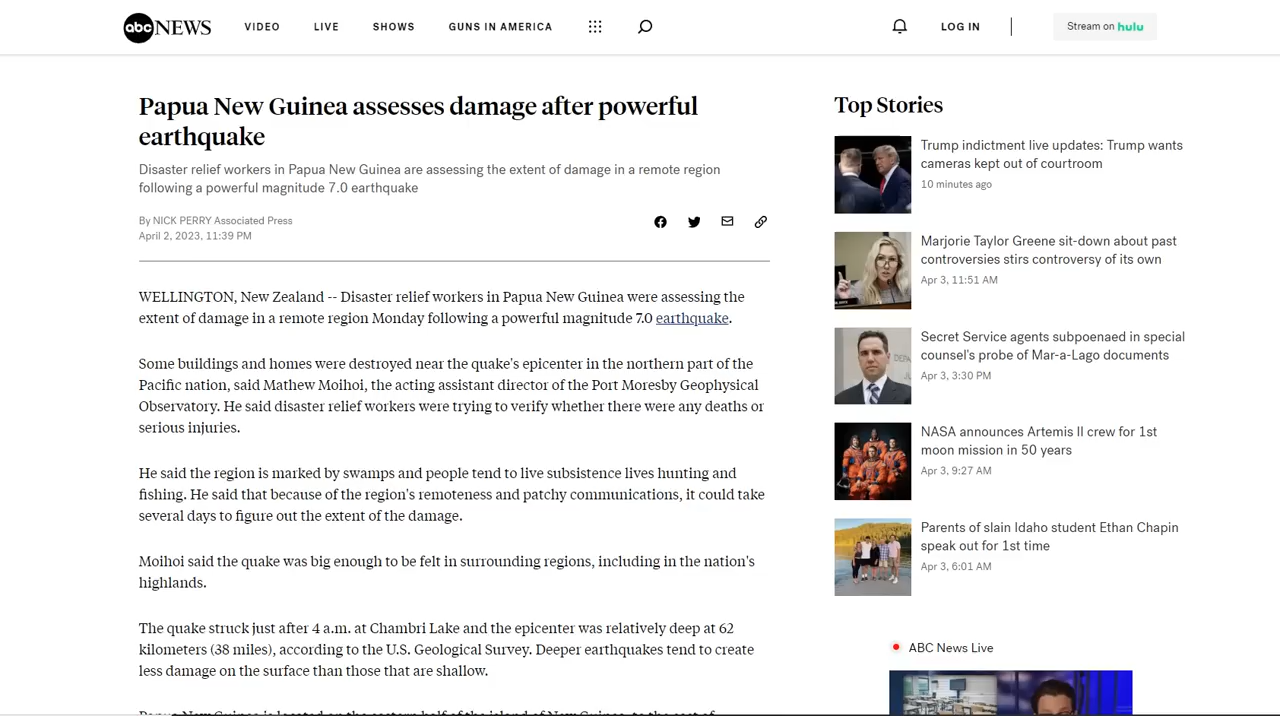 abc NEWS
VIDEO
LIVE
SHOWS
GUNS IN AMERICA
LOG IN
Stream on hulu
Papua New Guinea assesses damage after powerful
earthquake
Disaster relief workers in Papua New Guinea are assessing the extent of damage in a remote region
following a powerful magnitude 7.0 earthquake
By NICK PERRY Associated Press
April 2, 2023, 11:39 PM
WELLINGTON, New Zealand -- Disaster relief workers in Papua New Guinea were assessing the
extent of damage in a remote region Monday following a powerful magnitude 7.0 earthquake.
Some buildings and homes were destroyed near the quake's epicenter in the northern part of the
Pacific nation, said Mathew Moihoi, the acting assistant director of the Port Moresby Geophysical
Observatory. He said disaster relief workers were trying to verify whether there were any deaths or
serious injuries.
He said the region is marked by swamps and people tend to live subsistence lives hunting and
fishing. He said that because of the region's remoteness and patchy communications, it could take
several days to figure out the extent of the damage.
Moihoi said the quake was big enough to be felt in surrounding regions, including in the nation's
highlands.
The quake struck just after 4 a.m. at Chambri Lake and the epicenter was relatively deep at 62
kilometers (38 miles), according to the U.S. Geological Survey. Deeper earthquakes tend to create
less damage on the surface than those that are shallow.
Top Stories
Trump indictment live updates: Trump wants
cameras kept out of courtroom
10 minutes ago
Marjorie Taylor Greene sit-down about past
controversies stirs controversy of its own
Apr 3, 11:51 AM
Secret Service agents subpoenaed in special
counsel's probe of Mar-a-Lago documents
Apr 3, 3:30 PM
NASA announces Artemis II crew for 1st
moon mission in 50 years
Apr 3, 9:27 AM
Parents of slain Idaho student Ethan Chapin
speak out for 1st time
Apr 3, 6:01 AM
ABC News Live